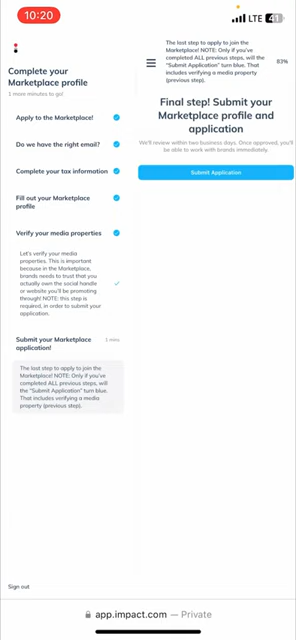 10:20
LTE 41
Complete your
Marketplace profile
1 more minutes to go!
Apply to the Marketplace!
Do we have the right email?
Complete your tax information
Fill out your Marketplace
profile
Verify your media properties
Let's verify your media
properties. This is important
because in the Marketplace,
brands need to trust that you
actually own the social handle
or website you'll be promoting
through! NOTE: this step is
required, in order to submit your
application.
Submit your Marketplace
application!
1 mins
The last step to apply to join the
Marketplace! NOTE: Only if you've
completed ALL previous steps, will
the "Submit Application" turn blue.
That includes verifying a media
property (previous step).
The last step to apply to join the
Marketplace! NOTE: Only if you've
completed ALL previous steps, will the
"Submit Application" turn blue. That
includes verifying a media property
(previous step).
83%
Final step! Submit your
Marketplace profile and
application
We'll review within two business days. Once approved, you'll
be able to work with brands immediately.
Submit Application
Sign out
app.impact.com — Private